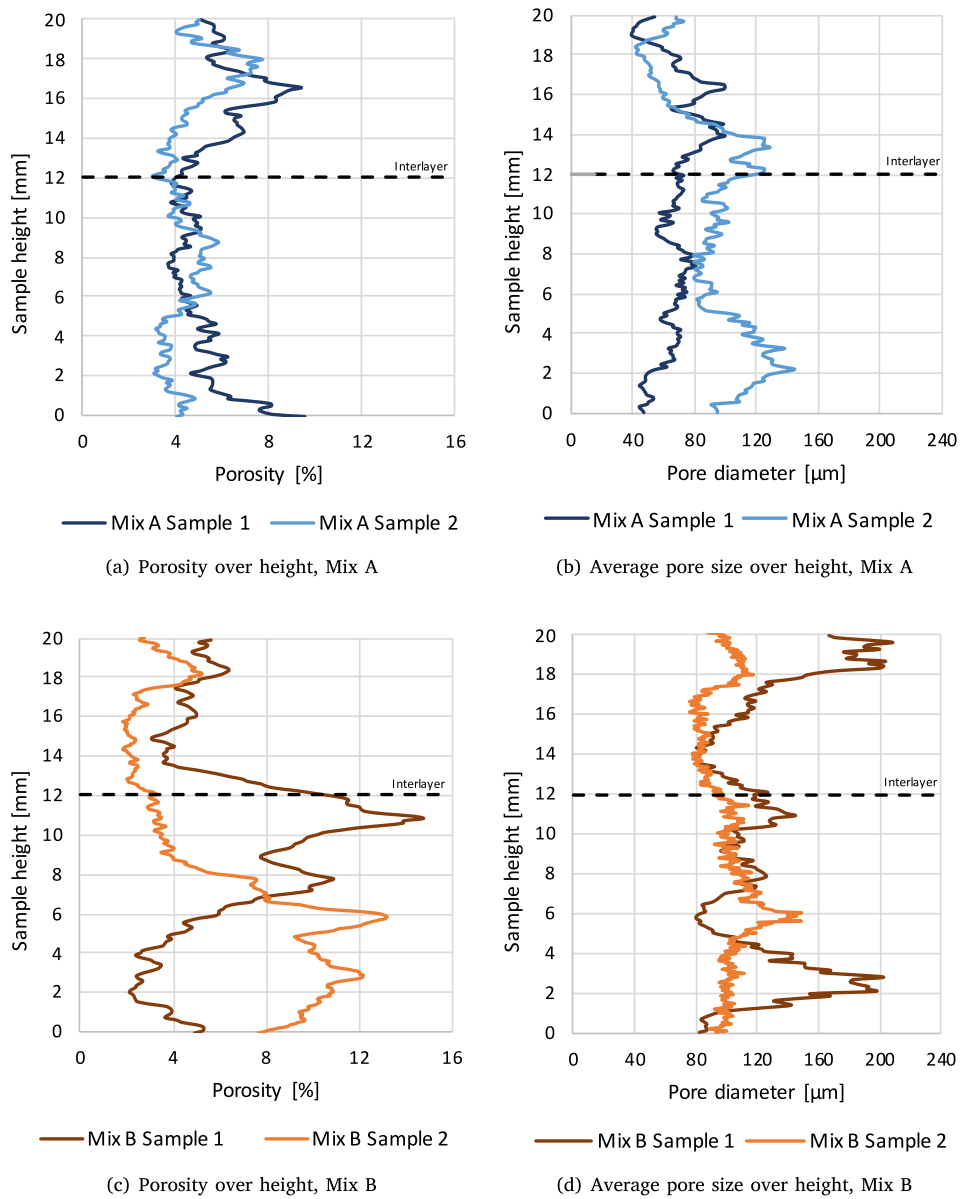 20
18
16
14
12
10
8
6
4
2
0
Sample height [mm]
Interlayer
0 4 8 12 16
Porosity [%]
Mix A Sample 1 Mix A Sample 2
(a) Porosity over height, Mix A
20
18
16
14
12
10
8
6
4
2
0
Sample height [mm]
Interlayer
0 40 80 120 160 200 240
Pore diameter [µm]
Mix A Sample 1 Mix A Sample 2
(b) Average pore size over height, Mix A
20
18
16
14
12
10
8
6
4
2
0
Sample height [mm]
Interlayer
0 4 8 12 16
Porosity [%]
Mix B Sample 1 Mix B Sample 2
(c) Porosity over height, Mix B
20
18
16
14
12
10
8
6
4
2
0
Sample height [mm]
Interlayer
0 40 80 120 160 200 240
Pore diameter [µm]
Mix B Sample 1 Mix B Sample 2
(d) Average pore size over height, Mix B